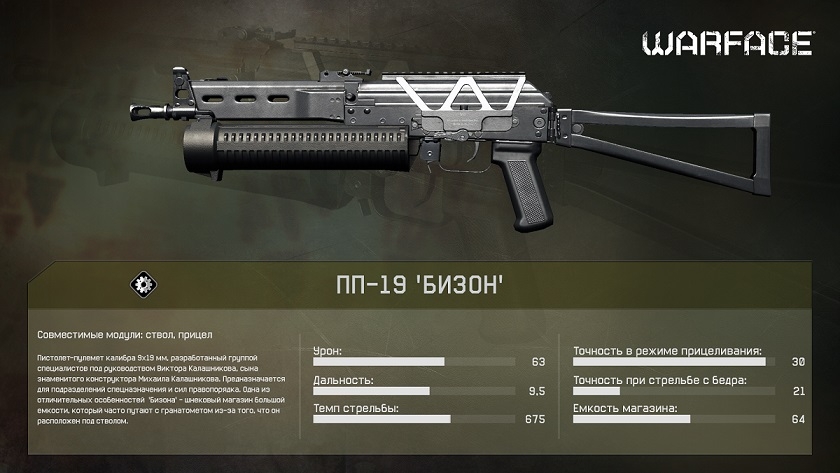 WARFACE
ПП-19 'БИЗОН'
Совместимые модули: ствол, прицел
Пистолет-пулемет калибра 9х19 мм, разработанный группой
специалистов под руководством Виктора Калашникова, сына
знаменитого конструктора Михаила Калашникова. Предназначается
для подразделений спецназначения и сил правопорядка. Одна из
отличительных особенностей 'Бизона' - шнековый магазин большой
емкости, который часто путают с гранатометом из-за того, что он
расположен под стволом.
Урон: 63
Дальность: 9.5
Темп стрельбы: 675
Точность в режиме прицеливания: 30
Точность при стрельбе с бедра: 21
Емкость магазина: 64